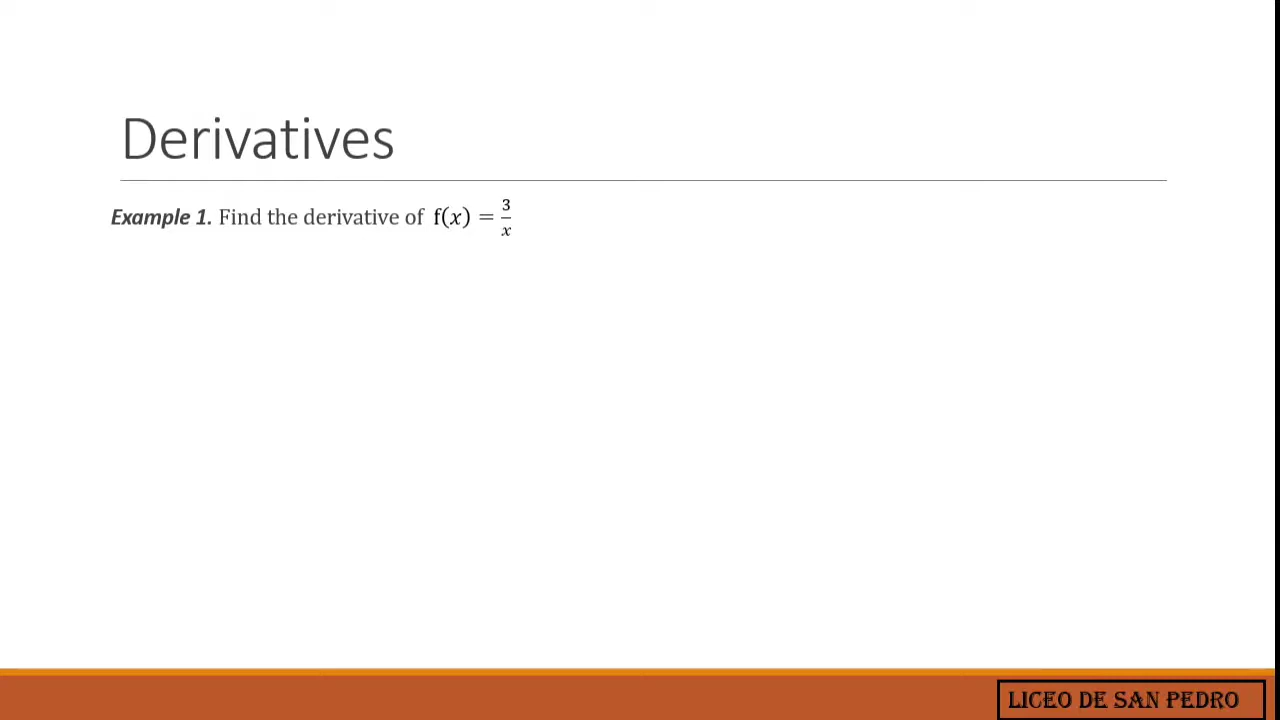 Derivatives
Example 1. Find the derivative of f(x) = 3/x
LICEO DE SAN PEDRO